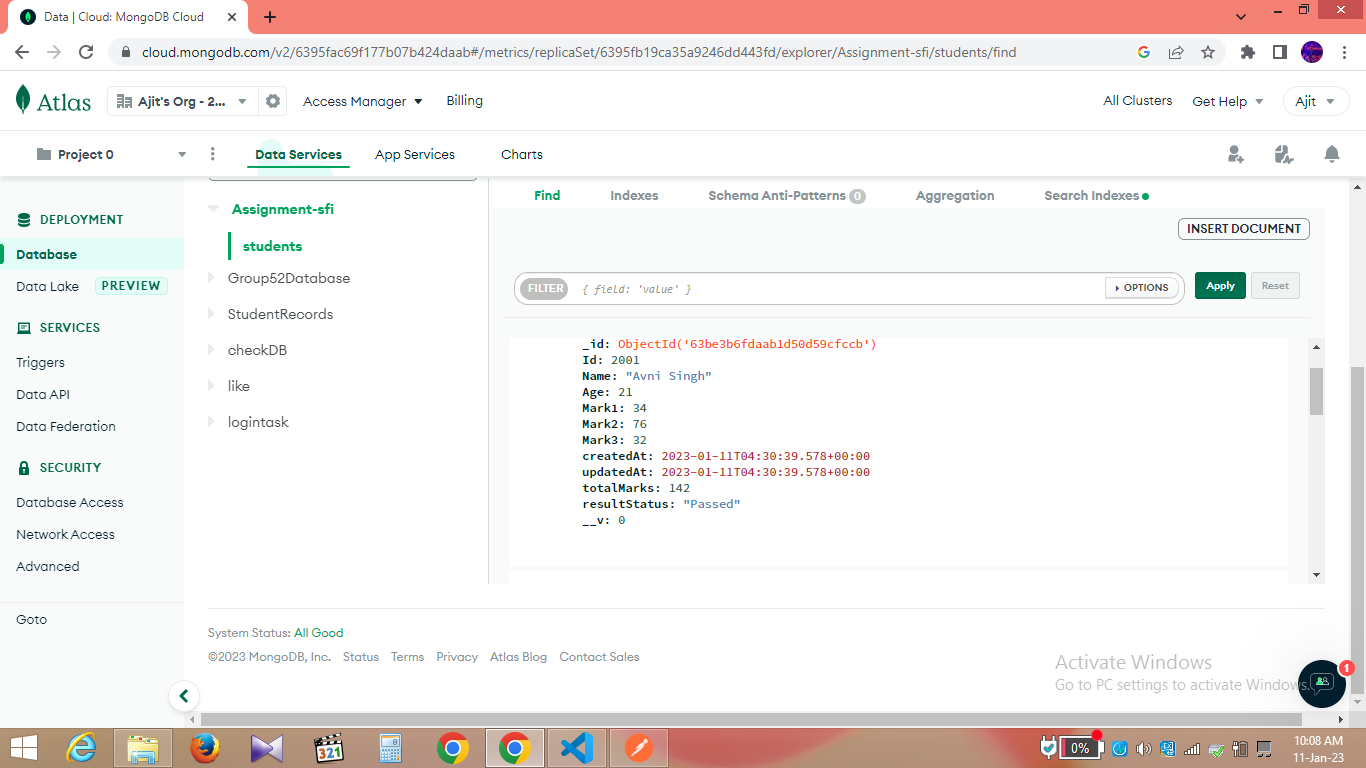 Data | Cloud: MongoDB Cloud
cloud.mongodb.com/v2/6395fac69f177b07b424daab#/metrics/replicaSet/6395fb19ca35a9246dd443fd/explorer/Assignment-sfi/students/find
Atlas
Ajit's Org - 2...
Access Manager
Billing
All Clusters
Get Help
Ajit
Project 0
Data Services
App Services
Charts
DEPLOYMENT
Database
Data Lake PREVIEW
SERVICES
Triggers
Data API
Data Federation
SECURITY
Database Access
Network Access
Advanced
Goto
Assignment-sfi
students
Group52Database
StudentRecords
checkDB
like
logintask
Find
Indexes
Schema Anti-Patterns 0
Aggregation
Search Indexes
INSERT DOCUMENT
FILTER { field: 'value' }
OPTIONS
Apply
Reset
_id: ObjectId('63be3b6fdaab1d50d59cfccb')
Id: 2001
Name: "Avni Singh"
Age: 21
Mark1: 34
Mark2: 76
Mark3: 32
createdAt: 2023-01-11T04:30:39.578+00:00
updatedAt: 2023-01-11T04:30:39.578+00:00
totalMarks: 142
resultStatus: "Passed"
__v: 0
System Status: All Good
©2023 MongoDB, Inc. Status Terms Privacy Atlas Blog Contact Sales
Activate Windows
Go to PC settings to activate Windows.
1
321
0%
10:08 AM
11-Jan-23